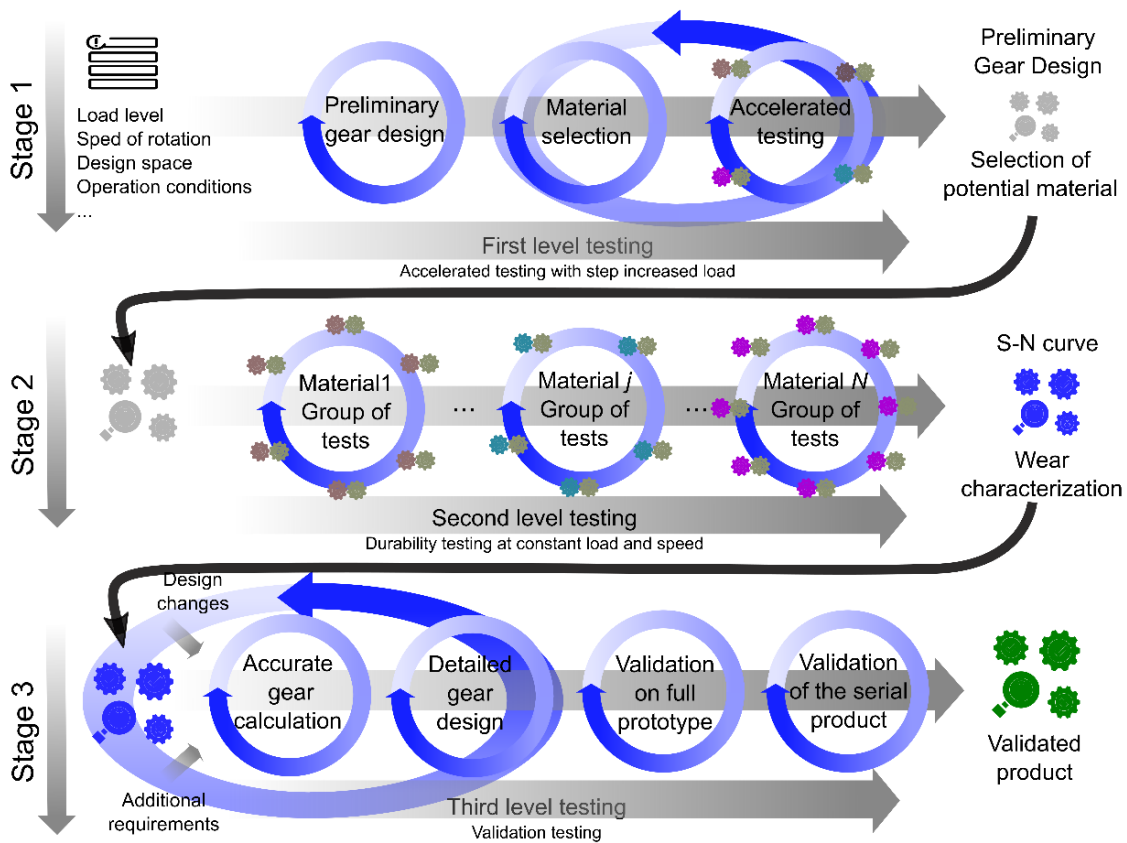 Stage 1
Load level
Sped of rotation
Design space
Operation conditions
...
Preliminary
gear design
Material
selection
Accelerated
testing
Preliminary
Gear Design
Selection of
potential material
First level testing
Accelerated testing with step increased load
Stage 2
Material1
Group of
tests
...
Material j
Group of
tests
...
Material N
Group of
tests
S-N curve
Wear
characterization
Second level testing
Durability testing at constant load and speed
Stage 3
Design
changes
Accurate
gear
calculation
Detailed
gear
design
Validation
on full
prototype
Validation
of the serial
product
Validated
product
Additional
requirements
Third level testing
Validation testing